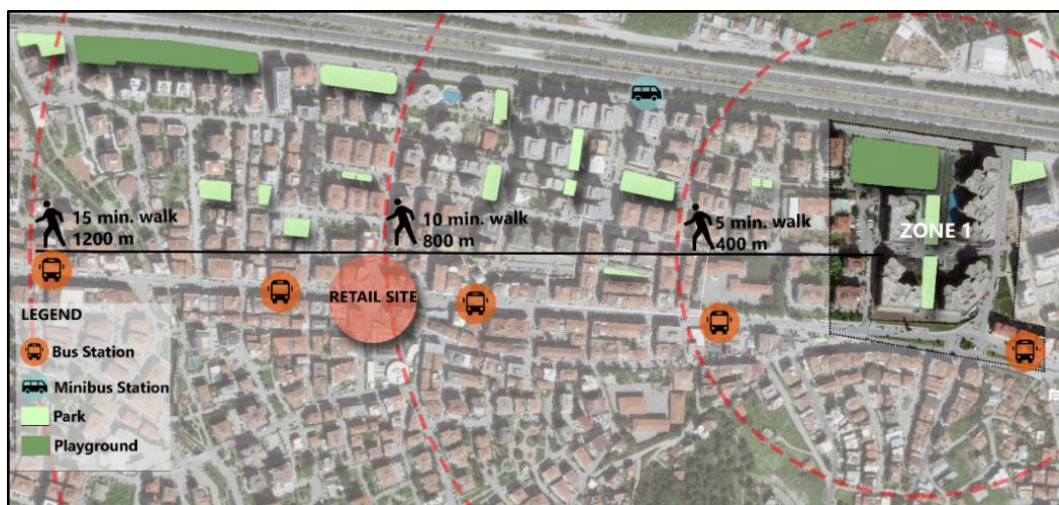 15 min. walk
1200 m
10 min. walk
800 m
5 min. walk
400 m
ZONE 1
RETAIL SITE
LEGEND
Bus Station
Minibus Station
Park
Playground